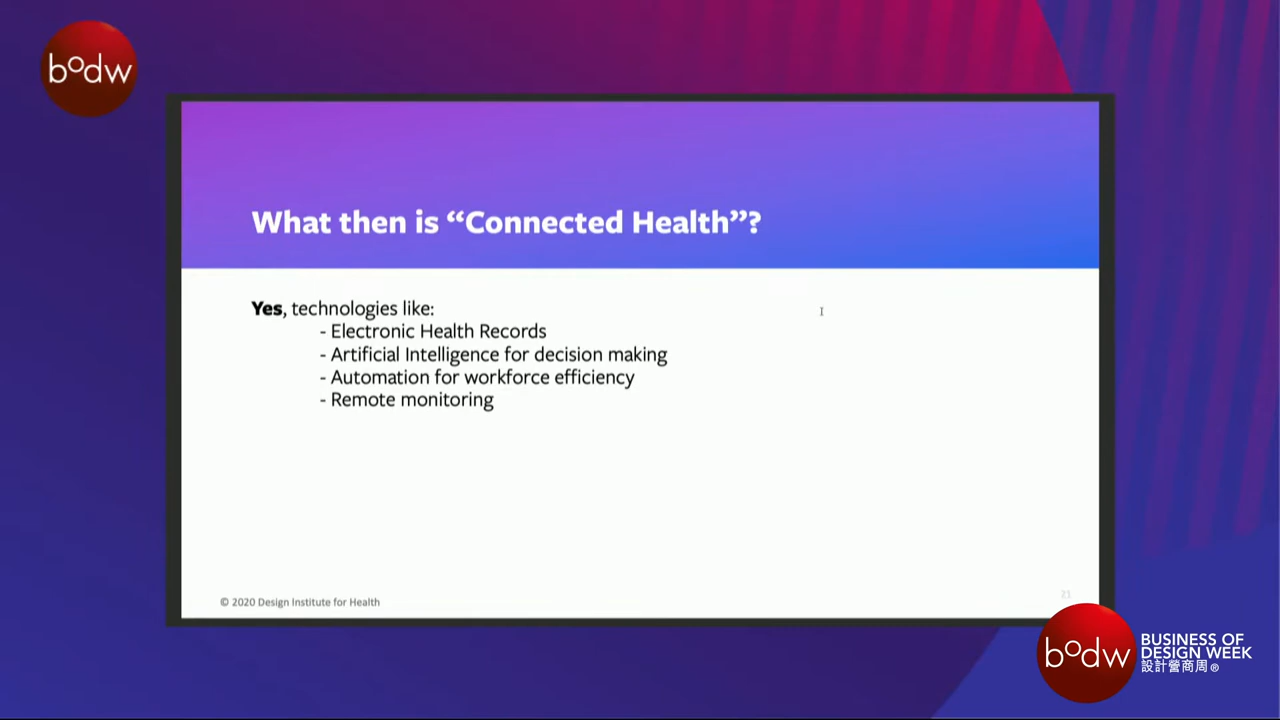 bodw
What then is “Connected Health”?
Yes, technologies like:
- Electronic Health Records
- Artificial Intelligence for decision making
- Automation for workforce efficiency
- Remote monitoring
© 2020 Design Institute for Health
21
bodw
BUSINESS OF
DESIGN WEEK
設計營商周®